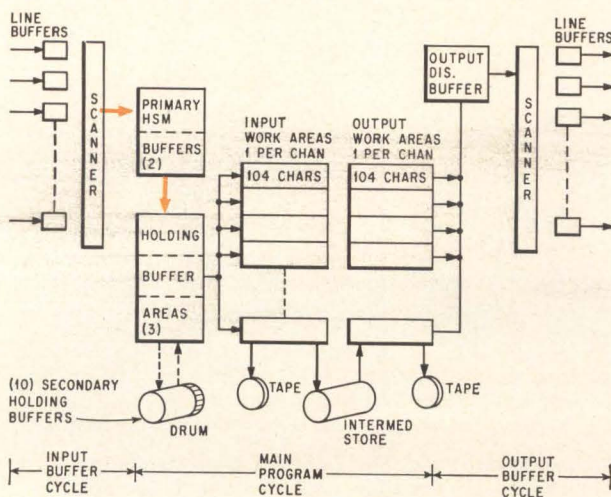 LINE
BUFFERS
SCANNER
PRIMARY
HSM
BUFFERS
(2)
HOLDING
BUFFER
AREAS
(3)
(10) SECONDARY
HOLDING
BUFFERS
DRUM
INPUT
WORK AREAS
1 PER CHAN
104 CHARS
TAPE
INTERMED
STORE
OUTPUT
WORK AREAS
1 PER CHAN
104 CHARS
TAPE
OUTPUT
DIS.
BUFFER
SCANNER
LINE
BUFFERS
INPUT
BUFFER
CYCLE
MAIN
PROGRAM
CYCLE
OUTPUT
BUFFER
CYCLE